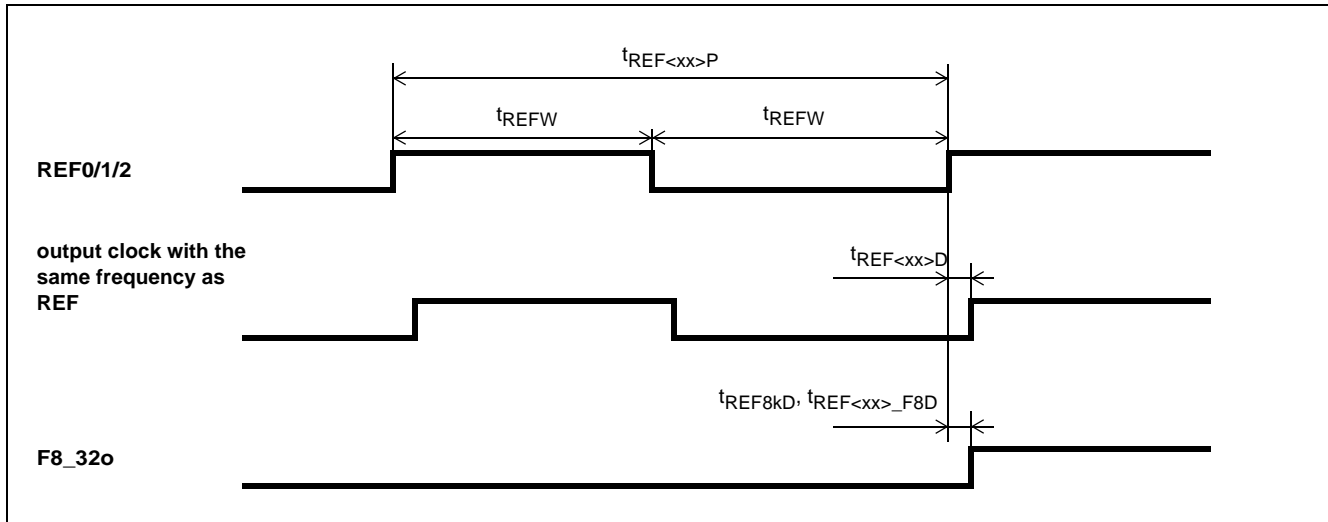 tREF<xx>P
tREFW
tREFW
REF0/1/2
output clock with the
same frequency as
REF
tREF<xx>D
tREF8kD, tREF<xx>_F8D
F8_32o